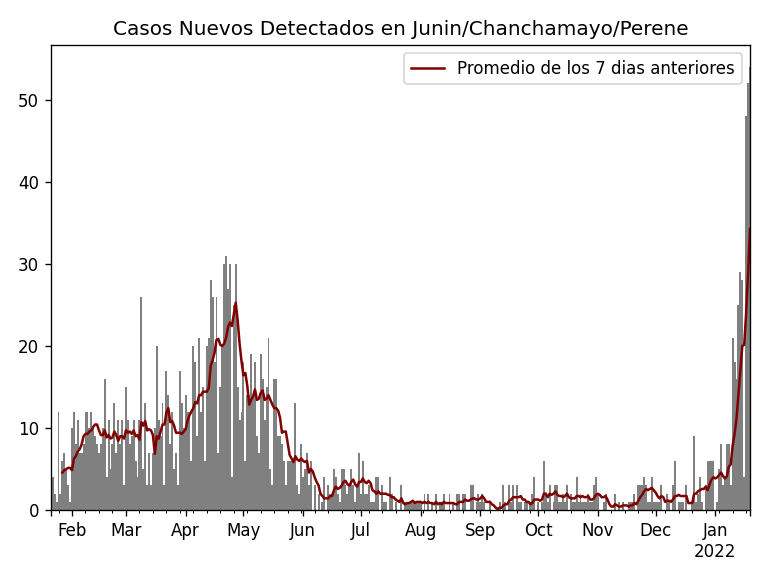 Casos Nuevos Detectados en Junin/Chanchamayo/Perene
Promedio de los 7 dias anteriores
50
40
30
20
10
0
Feb Mar Apr May Jun Jul Aug Sep Oct Nov Dec Jan
2022